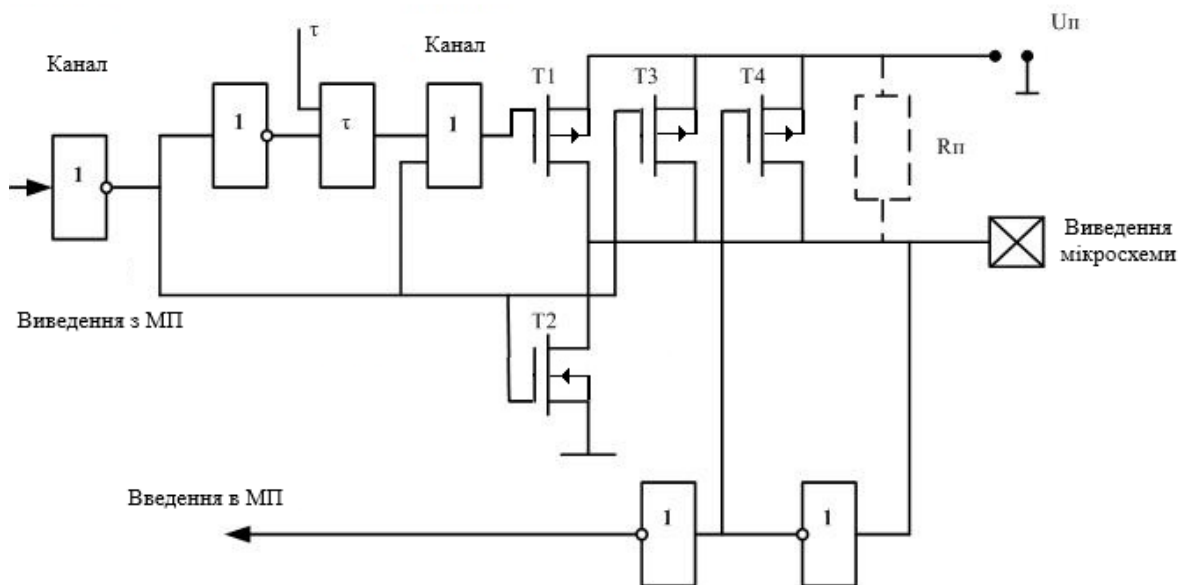 τ
Uп
Канал
Канал
T1
T3
T4
1
τ
1
1
Rп
Виведення
мікросхеми
Виведення з МП
T2
Введення в МП
1
1